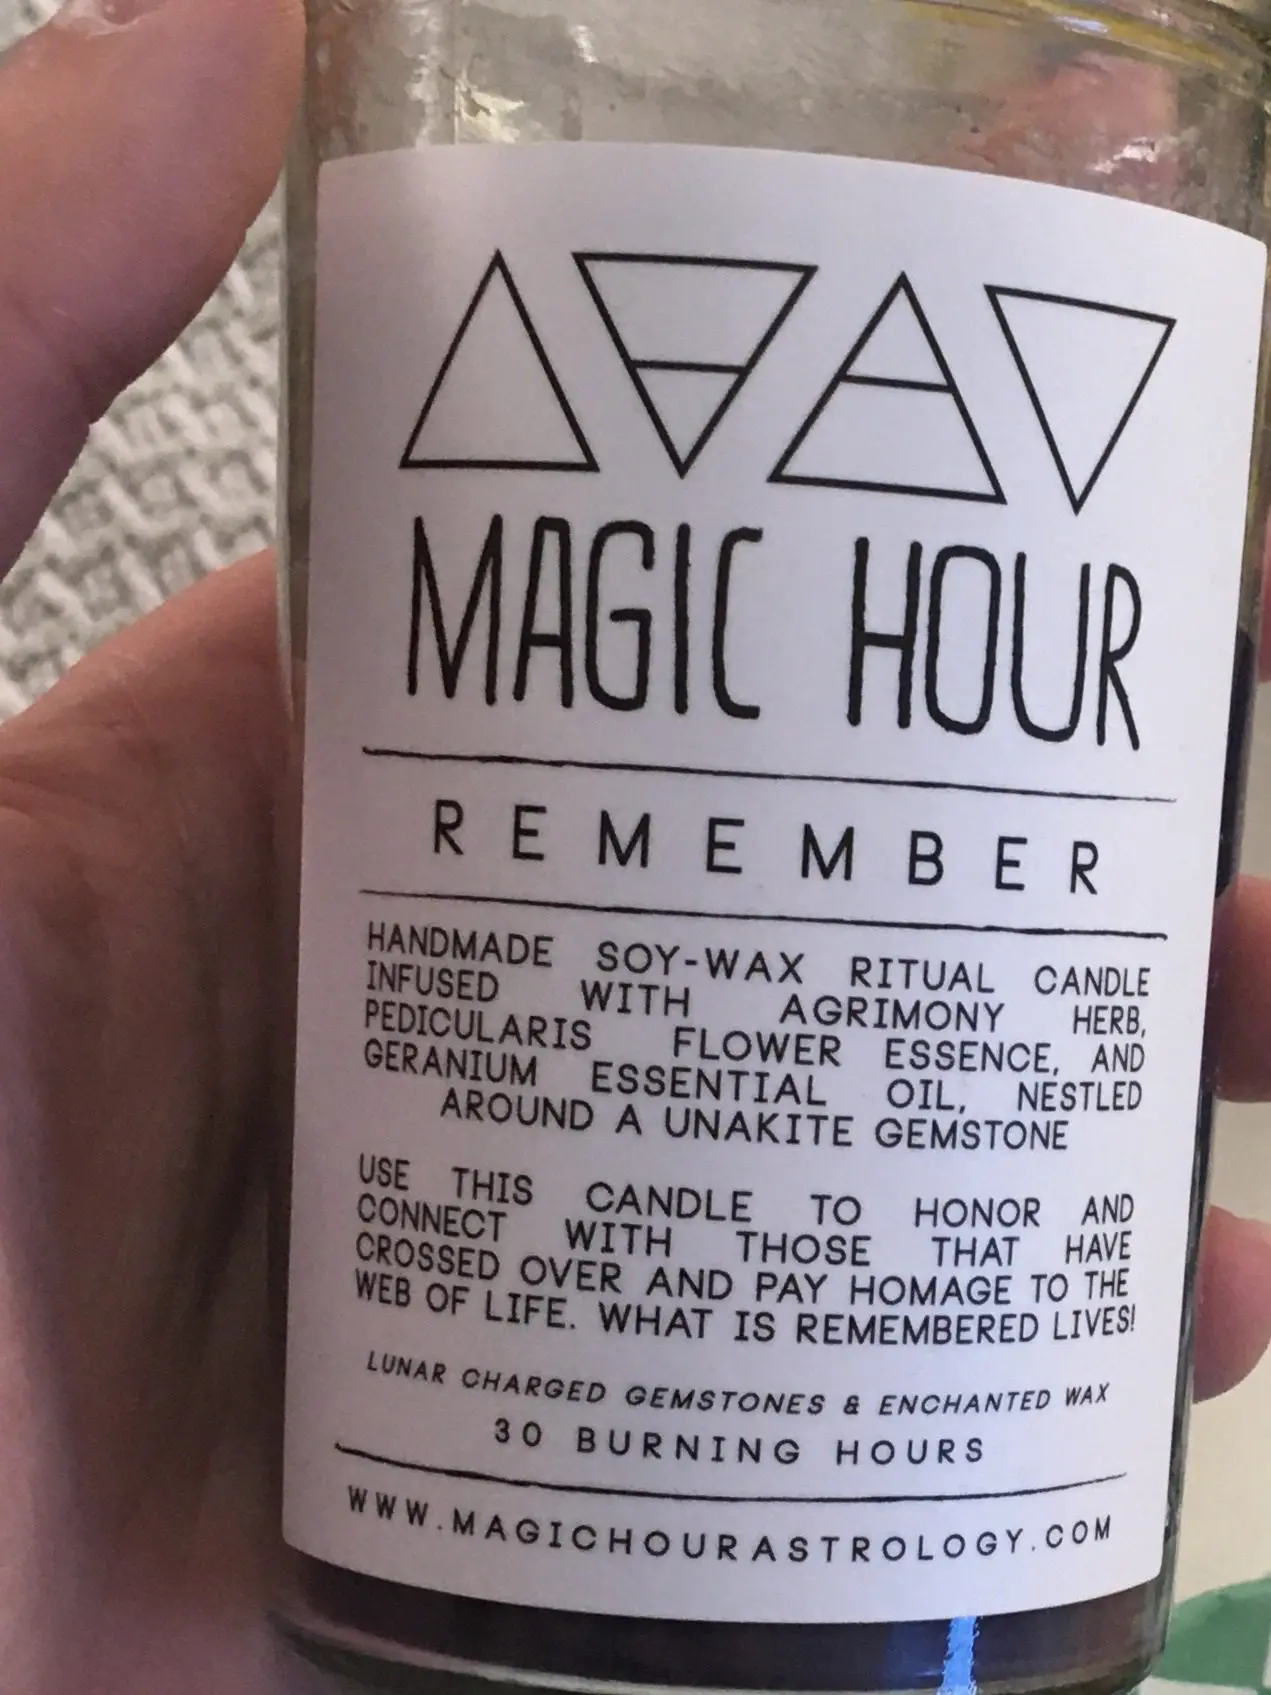 MAGIC HOUR
REMEMBER
HANDMADE SOY-WAX RITUAL CANDLE
INFUSED WITH AGRIMONY HERB,
PEDICULARIS FLOWER ESSENCE, AND
GERANIUM ESSENTIAL OIL, NESTLED
AROUND A UNAKITE GEMSTONE
USE THIS CANDLE TO HONOR AND
CONNECT WITH THOSE THAT HAVE
CROSSED OVER AND PAY HOMAGE TO THE
WEB OF LIFE. WHAT IS REMEMBERED LIVES!
LUNAR CHARGED GEMSTONES & ENCHANTED WAX
30 BURNING HOURS
WWW.MAGICHOURASTROLOGY.COM